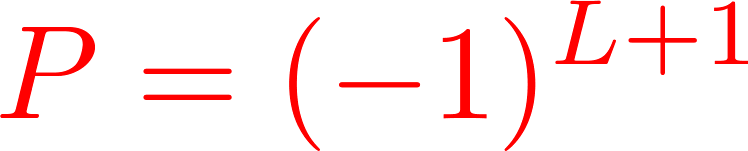 P = (−1)^{L+1}